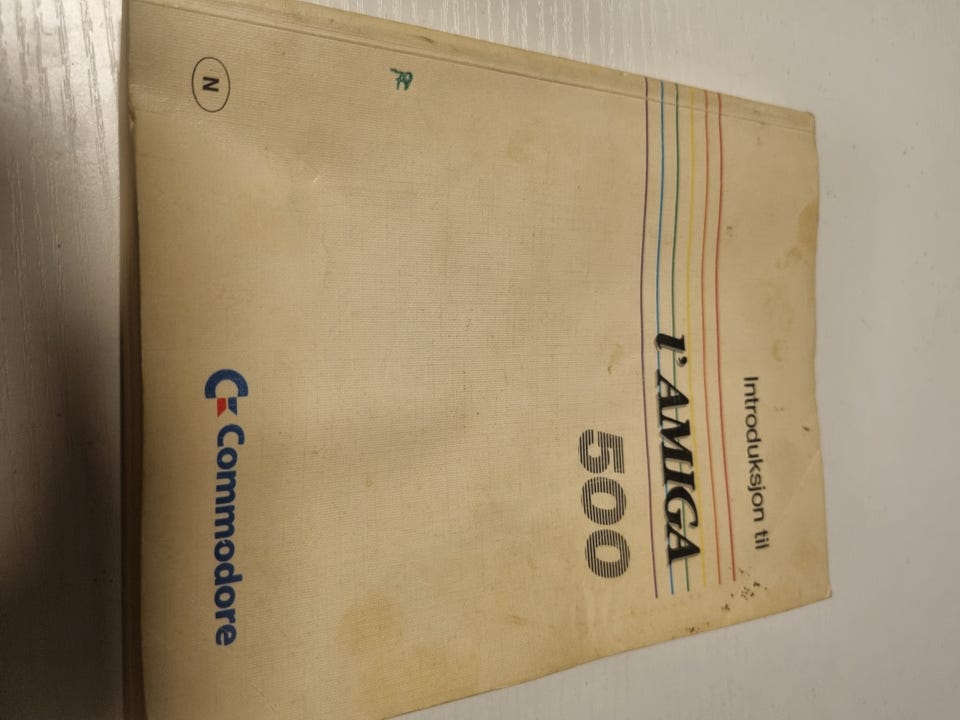 Introduksjon til
l'AMIGA
500
Commodore
N